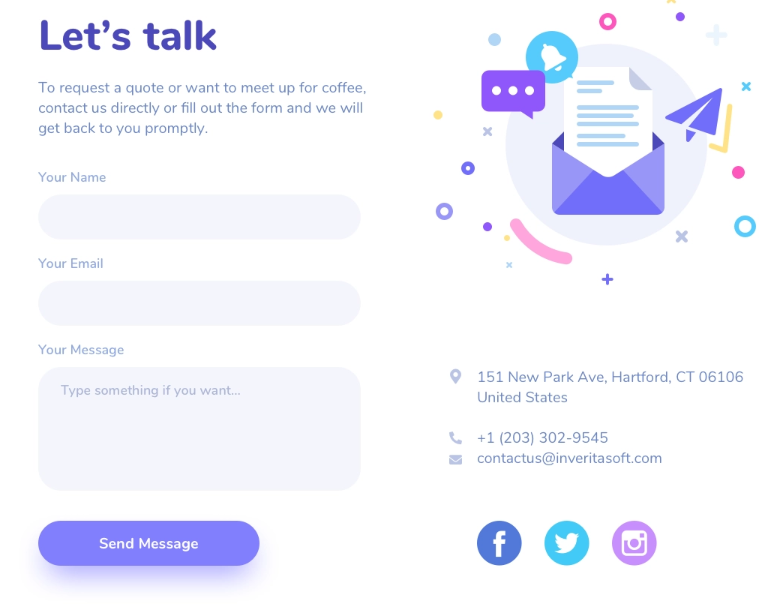 Let's talk
To request a quote or want to meet up for coffee,
contact us directly or fill out the form and we will
get back to you promptly.
Your Name
Your Email
Your Message
Type something if you want...
Send Message
151 New Park Ave, Hartford, CT 06106
United States
+1 (203) 302-9545
contactus@inveritasoft.com